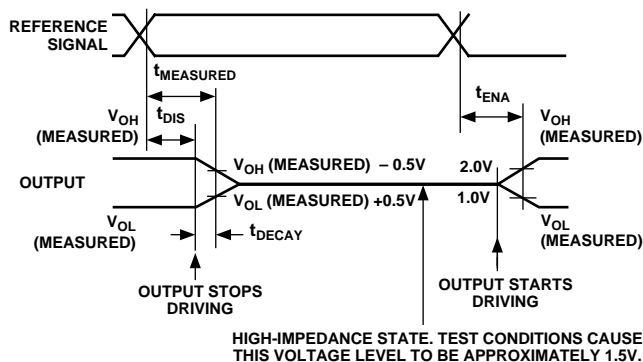 REFERENCE
SIGNAL
tMEASURED
tDIS
tENA
VOH
(MEASURED)
VOH
(MEASURED)
VOH (MEASURED) – 0.5V
2.0V
OUTPUT
VOL (MEASURED) +0.5V
1.0V
VOL
(MEASURED)
VOL
(MEASURED)
tDECAY
OUTPUT STOPS
DRIVING
OUTPUT STARTS
DRIVING
HIGH-IMPEDANCE STATE. TEST CONDITIONS CAUSE
THIS VOLTAGE LEVEL TO BE APPROXIMATELY 1.5V.